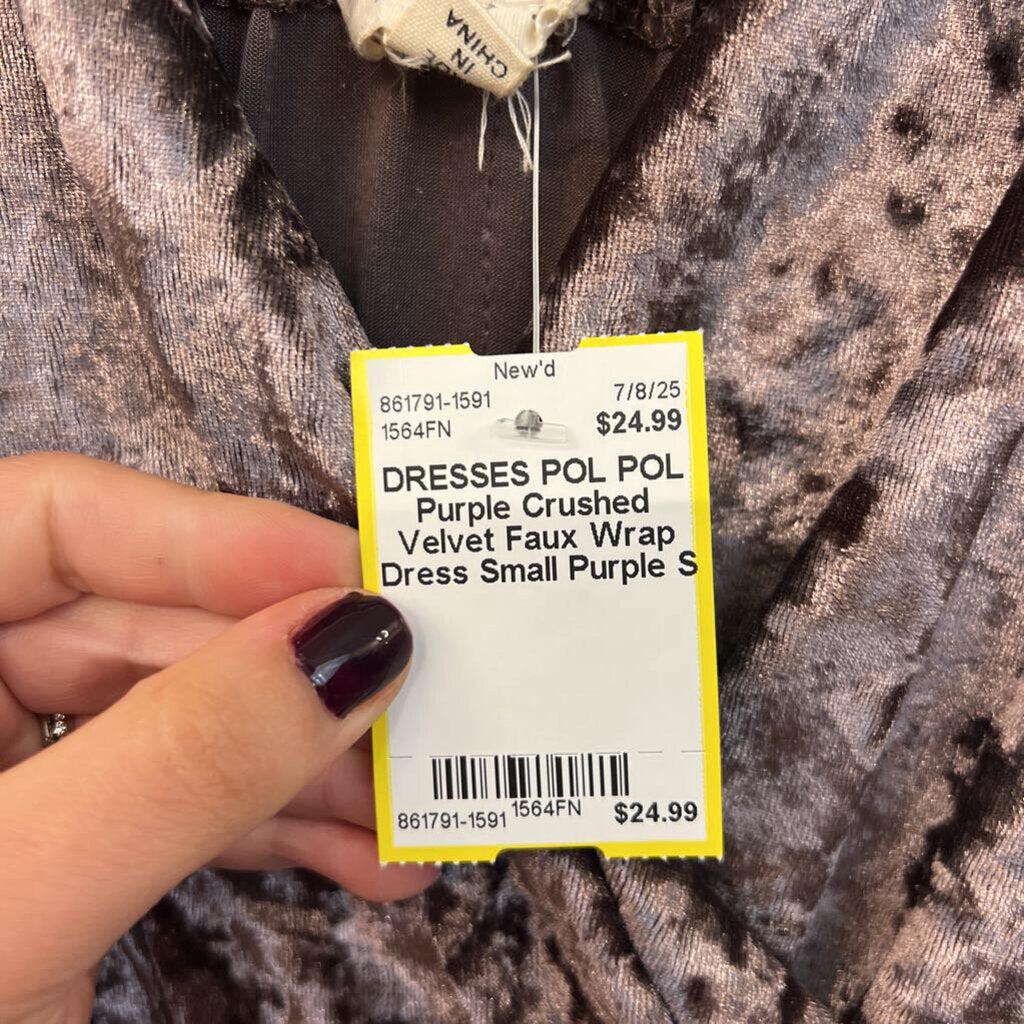 IN
CHINA
New'd
861791-1591
7/8/25
1564FN
$24.99
DRESSES POL POL
Purple Crushed
Velvet Faux Wrap
Dress Small Purple S
861791-1591 1564FN $24.99